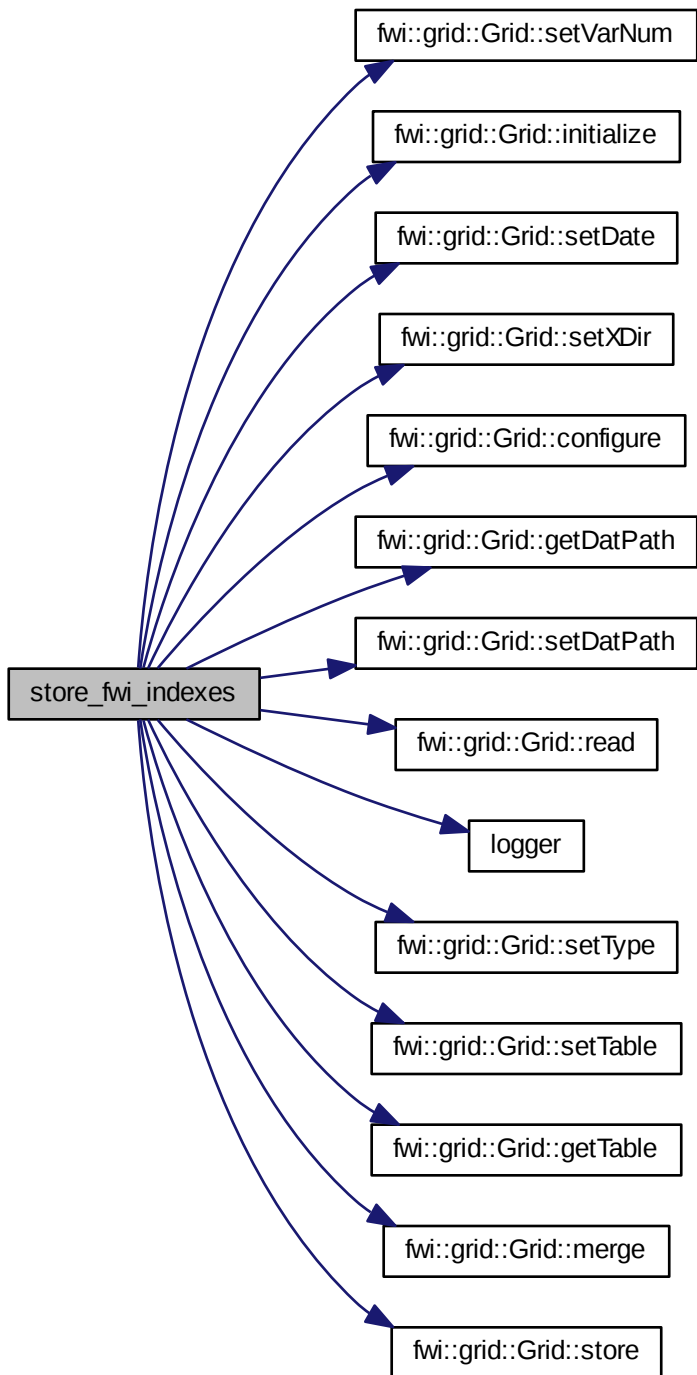 fwi::grid::Grid::setVarNum
fwi::grid::Grid::initialize
fwi::grid::Grid::setDate
fwi::grid::Grid::setXDir
fwi::grid::Grid::configure
fwi::grid::Grid::getDatPath
fwi::grid::Grid::setDatPath
store_fwi_indexes
fwi::grid::Grid::read
logger
fwi::grid::Grid::setType
fwi::grid::Grid::setTable
fwi::grid::Grid::getTable
fwi::grid::Grid::merge
fwi::grid::Grid::store